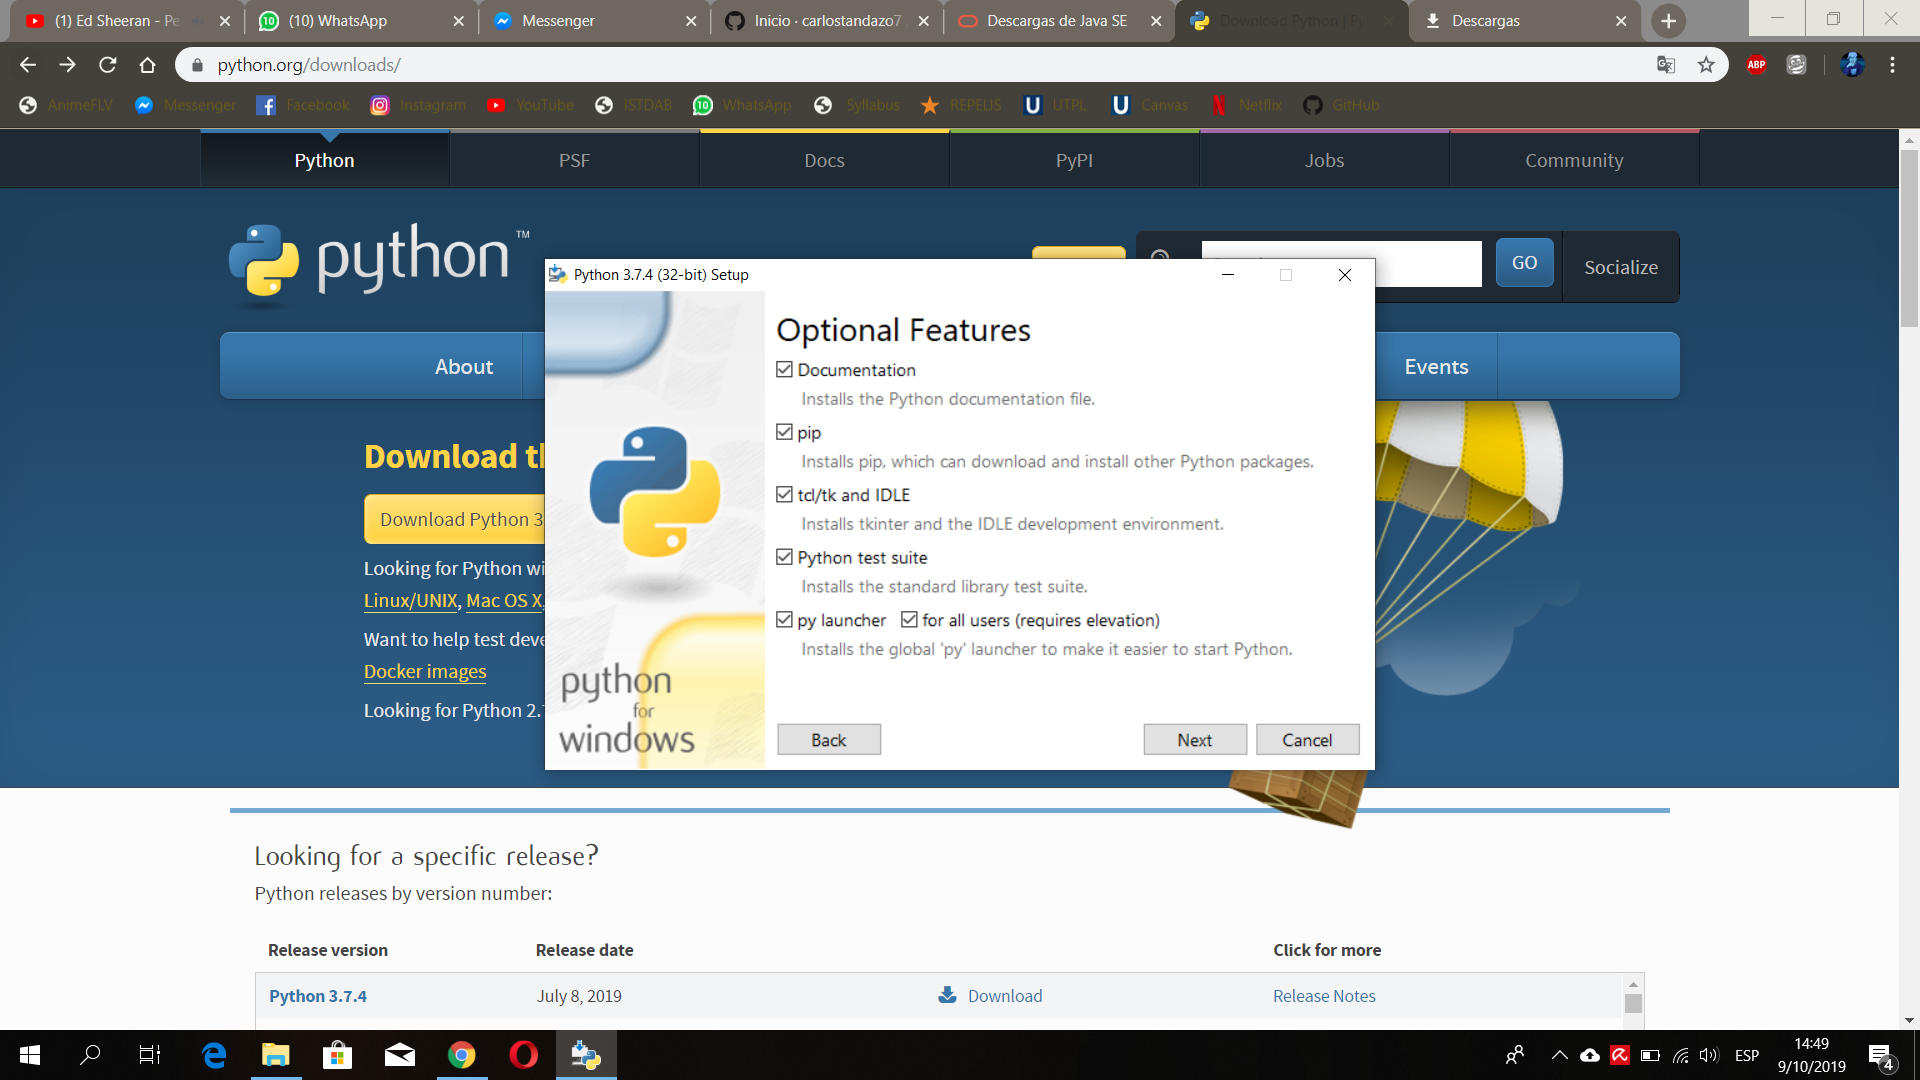 (1) Ed Sheeran - Pe
(10) WhatsApp
Messenger
Inicio · carlostandazo7
Descargas de Java SE
Download Python | Py
Descargas
python.org/downloads/
ABP
AnimeFLV
Messenger
Facebook
Instagram
YouTube
ISTDAB
WhatsApp
Syllabus
REPELIS
UTPL
Canvas
Netflix
GitHub
Python
PSF
Docs
PyPI
Jobs
Community
python™
GO
Socialize
About
Events
Download th
Download Python 3
Looking for Python wi
Linux/UNIX, Mac OS X,
Want to help test deve
Docker images
Looking for Python 2.
Python 3.7.4 (32-bit) Setup
Optional Features
Documentation
Installs the Python documentation file.
pip
Installs pip, which can download and install other Python packages.
tcl/tk and IDLE
Installs tkinter and the IDLE development environment.
Python test suite
Installs the standard library test suite.
py launcher for all users (requires elevation)
Installs the global 'py' launcher to make it easier to start Python.
python
for
windows
Back
Next
Cancel
Looking for a specific release?
Python releases by version number:
Release version
Release date
Click for more
Python 3.7.4
July 8, 2019
Download
Release Notes
ESP
14:49
9/10/2019
4